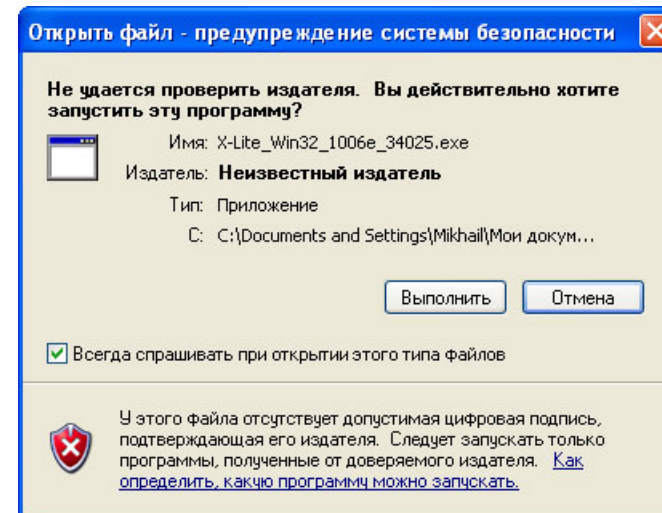 Открыть файл - предупреждение системы безопасности
Не удается проверить издателя. Вы действительно хотите
запустить эту программу?
Имя: X-Lite_Win32_1006e_34025.exe
Издатель: Неизвестный издатель
Тип: Приложение
С: C:\Documents and Settings\Mikhail\Мои докум...
Выполнить Отмена
Всегда спрашивать при открытии этого типа файлов
У этого файла отсутствует допустимая цифровая подпись,
подтверждающая его издателя. Следует запускать только
программы, полученные от доверяемого издателя. Как
определить, какую программу можно запускать.